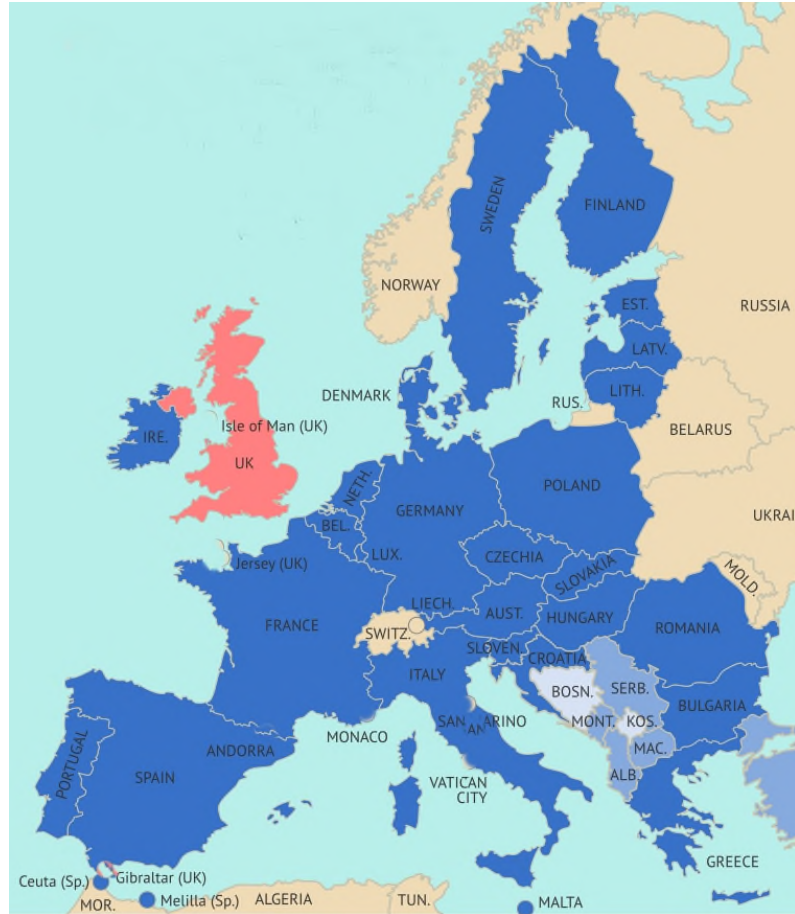 SWEDEN
FINLAND
NORWAY
EST.
RUSSIA
LATV.
DENMARK
LITH.
RUS.
Isle of Man (UK)
BELARUS
IRE.
UK
NETH.
POLAND
GERMANY
UKRAI
BEL.
LUX.
CZECHIA
Jersey (UK)
SLOVAKIA
MOLD.
LIECH.
AUST.
HUNGARY
FRANCE
SWITZ.
ROMANIA
SLOVEN.
CROATIA
ITALY
BOSN.
SERB.
BULGARIA
SAN
ARINO
MONT.
KOS.
PORTUGAL
ANDORRA
MONACO
MAC.
SPAIN
VATICAN
CITY
ALB.
GREECE
Ceuta (Sp.)
Gibraltar (UK)
Melilla (Sp.)
MOR.
ALGERIA
TUN.
MALTA